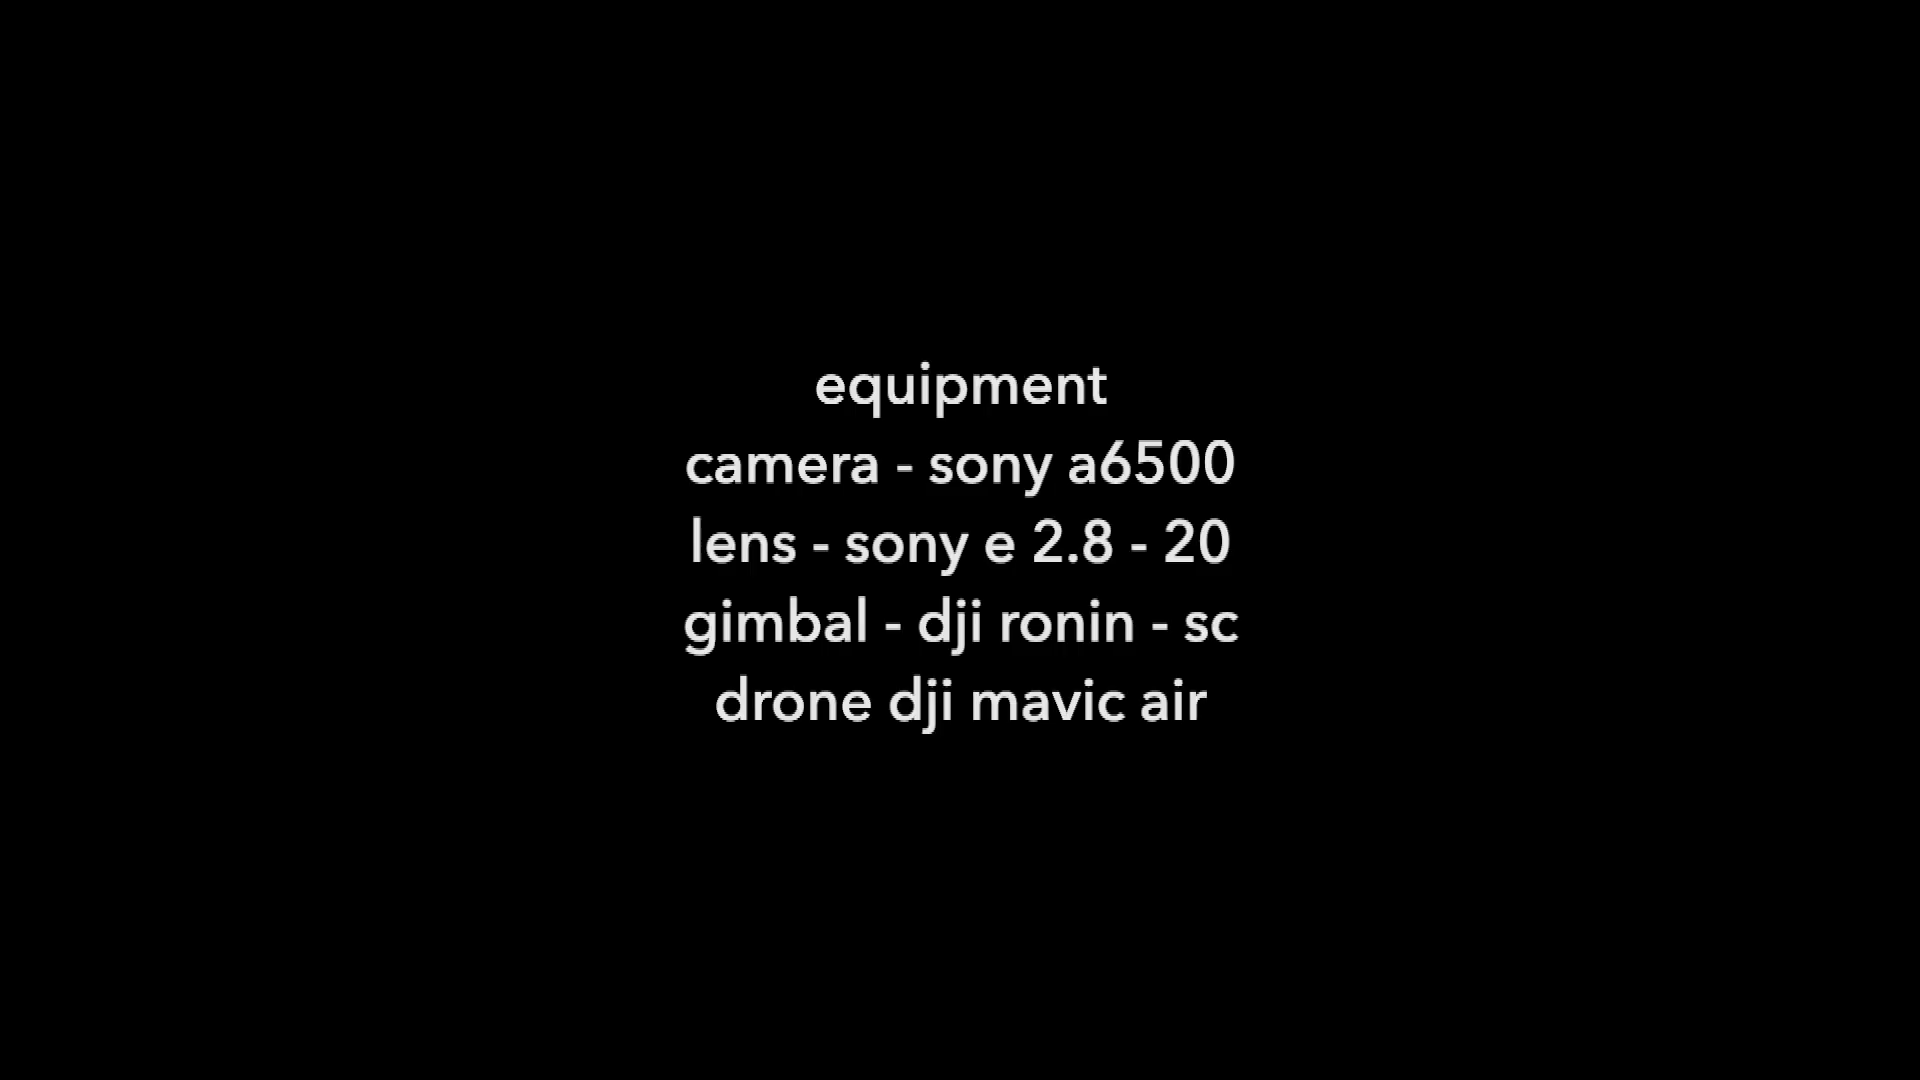 equipment
camera - sony a6500
lens - sony e 2.8 - 20
gimbal - dji ronin - sc
drone dji mavic air